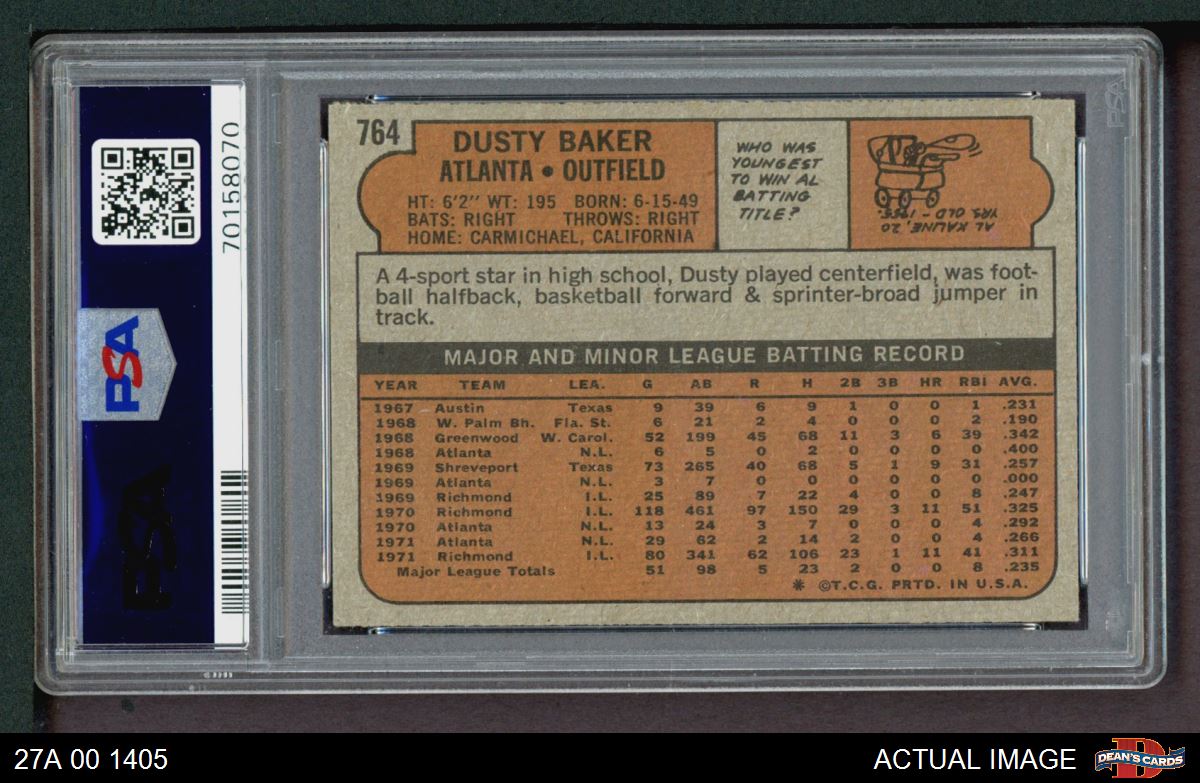 70158070
PSA
PSA
PSA
764
DUSTY BAKER
ATLANTA • OUTFIELD
HT: 6'2" WT: 195 BORN: 6-15-49
BATS: RIGHT THROWS: RIGHT
HOME: CARMICHAEL, CALIFORNIA
WHO WAS
YOUNGEST
TO WIN AL
BATTING
TITLE?
AL KALINE, 20
YRS OLD - 1955.
A 4-sport star in high school, Dusty played centerfield, was foot-
ball halfback, basketball forward & sprinter-broad jumper in
track.
MAJOR AND MINOR LEAGUE BATTING RECORD
YEAR TEAM LEA. G AB R H 2B 3B HR RBI AVG.
1967 Austin Texas 9 39 6 9 1 0 0 1 .231
1968 W. Palm Bh. Fla. St. 6 21 2 4 0 0 0 2 .190
1968 Greenwood W. Carol. 52 199 45 68 11 3 6 39 .342
1968 Atlanta N.L. 6 5 0 2 0 0 0 0 .400
1969 Shreveport Texas 73 265 40 68 5 1 9 31 .257
1969 Atlanta N.L. 3 7 0 0 0 0 0 0 .000
1969 Richmond I.L. 25 89 7 22 4 0 0 8 .247
1970 Richmond I.L. 118 461 97 150 29 3 11 51 .325
1970 Atlanta N.L. 13 24 3 7 0 0 0 4 .292
1971 Atlanta N.L. 29 62 2 14 2 0 0 4 .266
1971 Richmond I.L. 80 341 62 106 23 1 11 41 .311
Major League Totals 51 98 5 23 2 0 0 8 .235
* ©T.C.G. PRTD. IN U.S.A.
27A 00 1405
ACTUAL IMAGE
DEAN'S CARDS